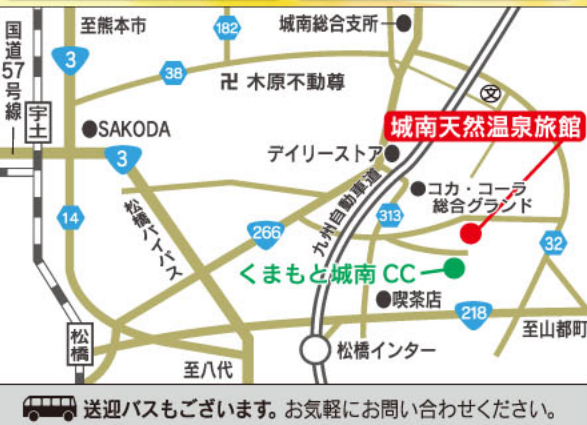 至熊本市
182
城南総合支所
国道57号線
3
38
卍 木原不動尊
文
宇土
SAKODA
城南天然温泉旅館
3
デイリーストア
コカ・コーラ
総合グランド
九州自動車道
14
松橋バイパス
266
313
32
くまもと城南 CC
喫茶店
218
松橋
至山都町
松橋インター
至八代
送迎バスもございます。お気軽にお問い合わせください。